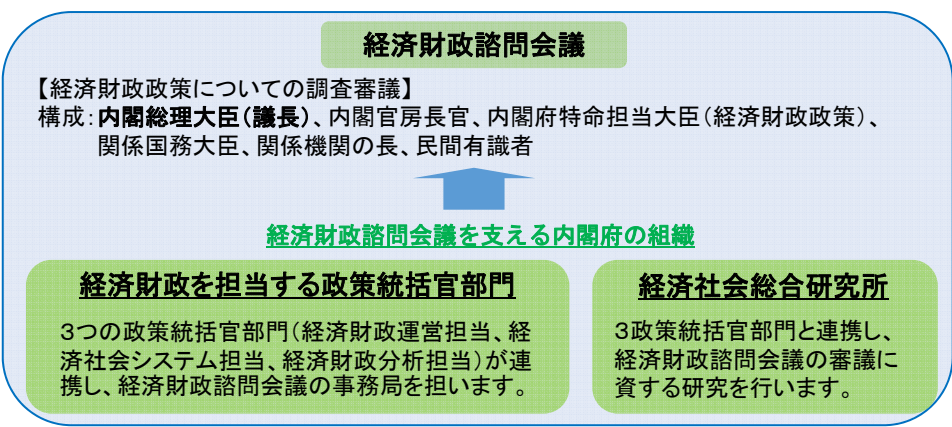 経済財政諮問会議
【経済財政政策についての調査審議】
構成:内閣総理大臣(議長)、内閣官房長官、内閣府特命担当大臣(経済財政政策)、
関係国務大臣、関係機関の長、民間有識者
経済財政諮問会議を支える内閣府の組織
経済財政を担当する政策統括官部門
3つの政策統括官部門(経済財政運営担当、経
済社会システム担当、経済財政分析担当)が連
携し、経済財政諮問会議の事務局を担います。
経済社会総合研究所
3政策統括官部門と連携し、
経済財政諮問会議の審議に
資する研究を行います。